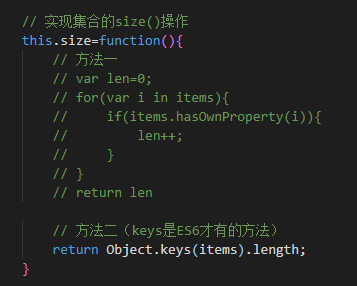 // 实现集合的size()操作
this.size=function(){
    // 方法一
    // var len=0;
    // for(var i in items){
    //     if(items.hasOwnProperty(i)){
    //         len++;
    //     }
    // }
    // return len

    // 方法二（keys是ES6才有的方法）
    return Object.keys(items).length;
}